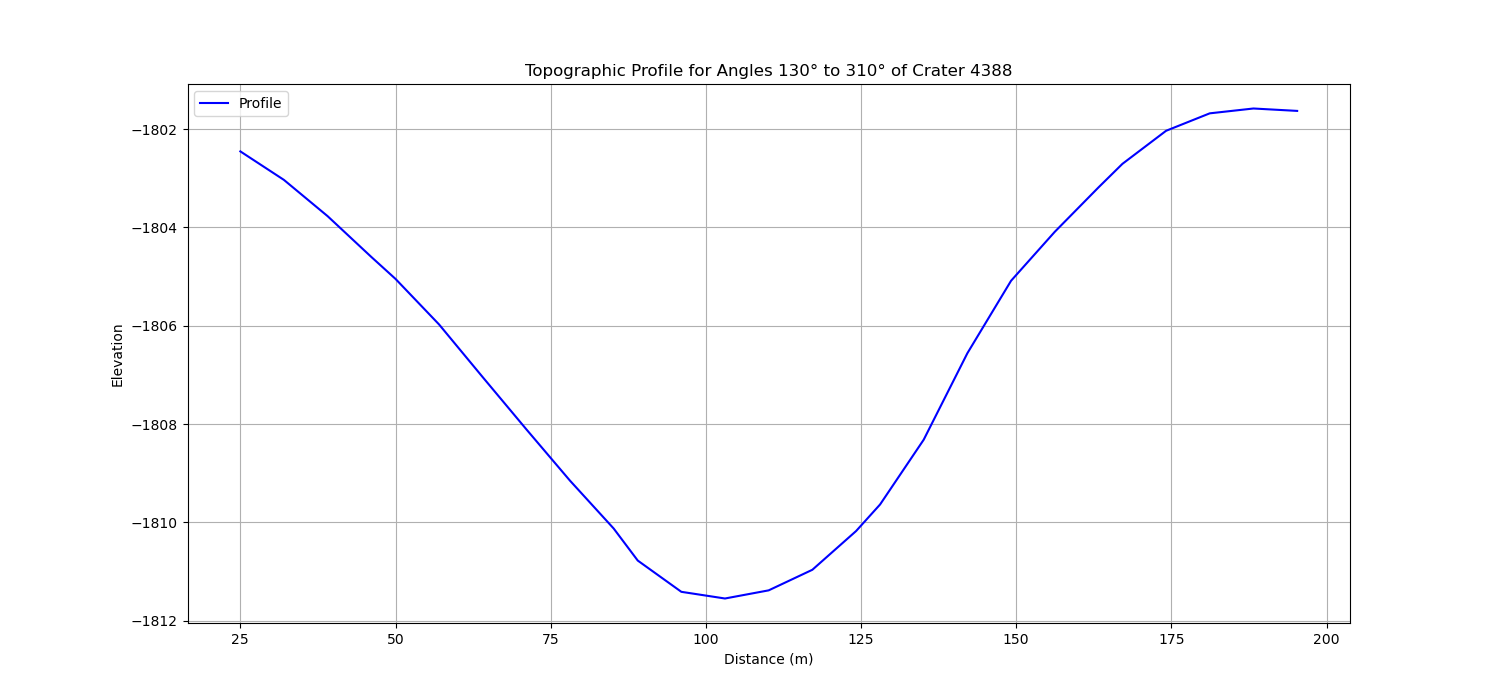 Topographic Profile for Angles 130° to 310° of Crater 4388
Profile
−1802
−1804
−1806
−1808
−1810
−1812
Elevation
25 50 75 100 125 150 175 200
Distance (m)